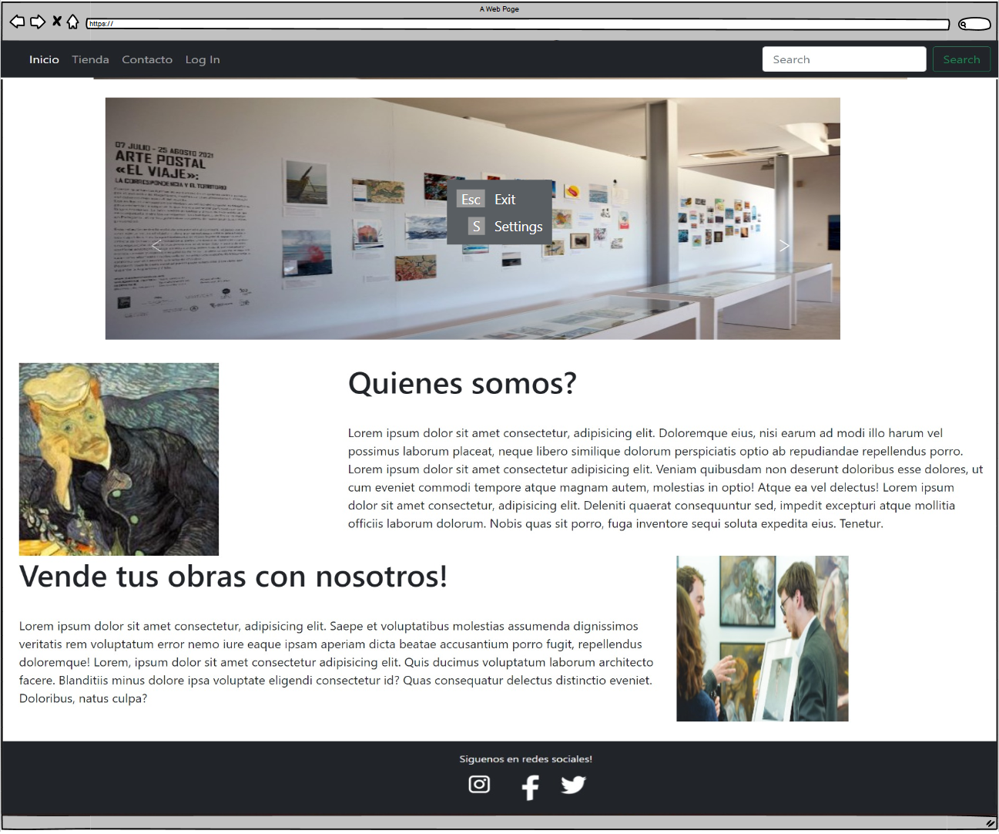 A Web Page
https://
Inicio Tienda Contacto Log In Search Search
07 JULIO - 25 AGOSTO 2021
ARTE POSTAL
«EL VIAJE»:
LA CORRESPONDENCIA Y EL TERRITORIO
Esc Exit
S Settings
< >
Quienes somos?
Lorem ipsum dolor sit amet consectetur, adipisicing elit. Doloremque eius, nisi earum ad modi illo harum vel
possimus laborum placeat, neque libero similique dolorum perspiciatis optio ab repudiandae repellendus porro.
Lorem ipsum dolor sit amet consectetur adipisicing elit. Veniam quibusdam non deserunt doloribus esse dolores, ut
cum eveniet commodi tempore atque magnam autem, molestias in optio! Atque ea vel delectus! Lorem ipsum
dolor sit amet consectetur, adipisicing elit. Deleniti quaerat consequuntur sed, impedit excepturi atque mollitia
officiis laborum dolorum. Nobis quas sit porro, fuga inventore sequi soluta expedita eius. Tenetur.
Vende tus obras con nosotros!
Lorem ipsum dolor sit amet consectetur, adipisicing elit. Saepe et voluptatibus molestias assumenda dignissimos
veritatis rem voluptatum error nemo iure eaque ipsam aperiam dicta beatae accusantium porro fugit, repellendus
doloremque! Lorem, ipsum dolor sit amet consectetur adipisicing elit. Quis ducimus voluptatum laborum architecto
facere. Blanditiis minus dolore ipsa voluptate eligendi consectetur id? Quas consequatur delectus distinctio eveniet.
Doloribus, natus culpa?
Siguenos en redes sociales!